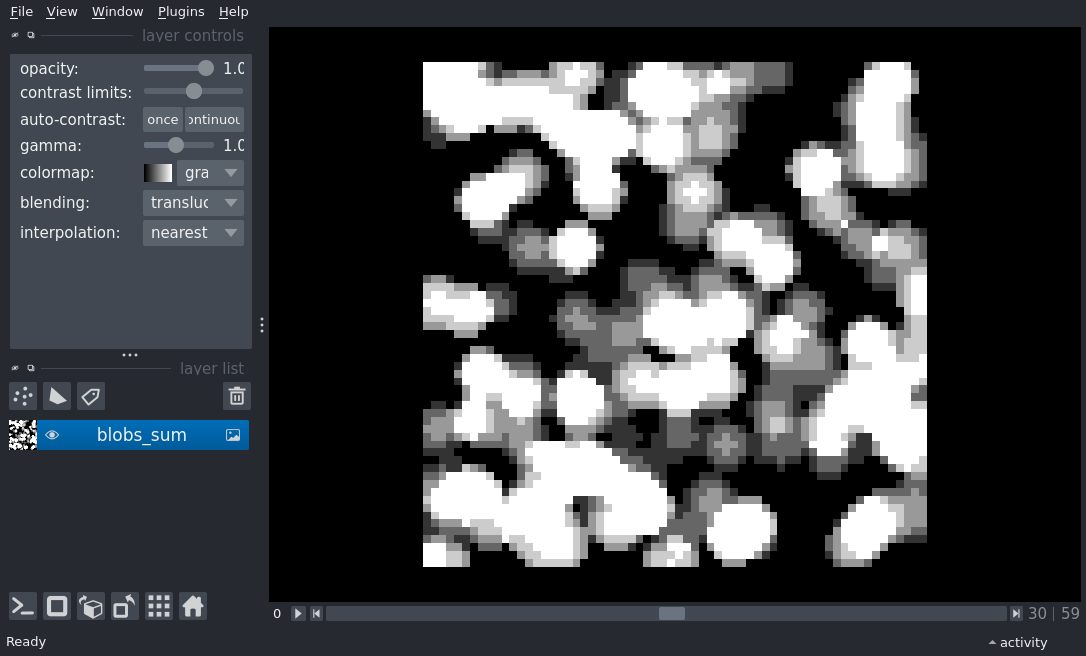 File View Window Plugins Help
layer controls
opacity: 1.0
contrast limits:
auto-contrast: once ontinuou
gamma: 1.0
colormap: gra
blending: transluc
interpolation: nearest
layer list
blobs_sum
0 30 | 59
Ready activity